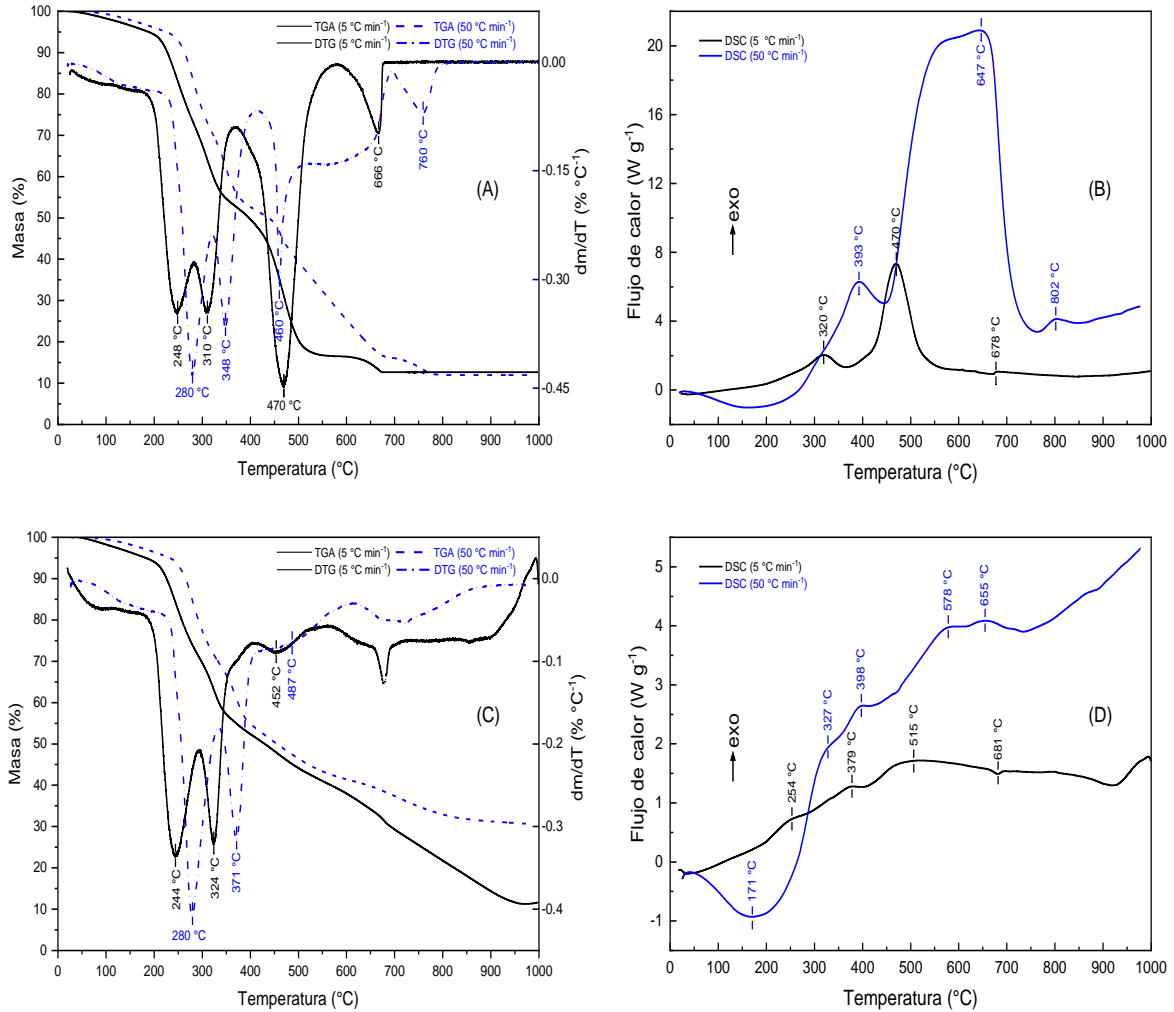 TGA (5 °C min⁻¹) TGA (50 °C min⁻¹)
DTG (5 °C min⁻¹) DTG (50 °C min⁻¹)
100
90
80
70
60
50
40
30
20
10
0
Masa (%)
0.00
-0.15
-0.30
-0.45
dm/dT (% °C⁻¹)
(A)
248 °C
280 °C
310 °C
348 °C
460 °C
470 °C
666 °C
760 °C
0 100 200 300 400 500 600 700 800 900 1000
Temperatura (°C)
DSC (5 °C min⁻¹)
DSC (50 °C min⁻¹)
20
16
12
8
4
0
Flujo de calor (W g⁻¹)
exo
(B)
320 °C
393 °C
470 °C
647 °C
678 °C
802 °C
0 100 200 300 400 500 600 700 800 900 1000
Temperatura (°C)
TGA (5 °C min⁻¹) TGA (50 °C min⁻¹)
DTG (5 °C min⁻¹) DTG (50 °C min⁻¹)
100
90
80
70
60
50
40
30
20
10
0
Masa (%)
0.0
-0.1
-0.2
-0.3
-0.4
dm/dT (% °C⁻¹)
(C)
244 °C
280 °C
324 °C
371 °C
452 °C
487 °C
0 100 200 300 400 500 600 700 800 900 1000
Temperatura (°C)
DSC (5 °C min⁻¹)
DSC (50 °C min⁻¹)
5
4
3
2
1
0
-1
Flujo de calor (W g⁻¹)
exo
(D)
171 °C
254 °C
327 °C
379 °C
398 °C
515 °C
578 °C
655 °C
681 °C
0 100 200 300 400 500 600 700 800 900 1000
Temperatura (°C)